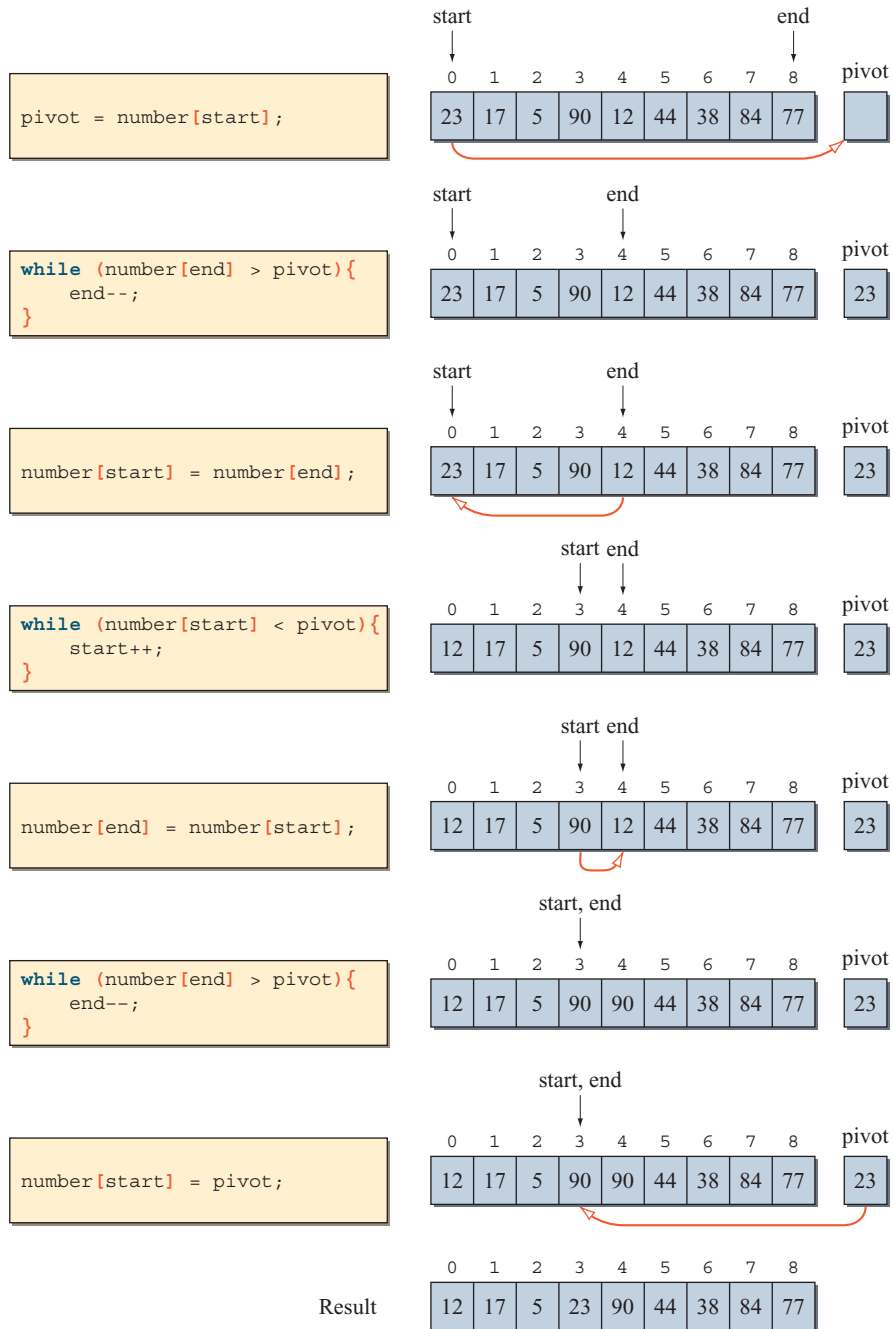 start end
0 1 2 3 4 5 6 7 8 pivot
pivot = number[start];
23 17 5 90 12 44 38 84 77
start end
0 1 2 3 4 5 6 7 8 pivot
while (number[end] > pivot){
end--;
}
23 17 5 90 12 44 38 84 77 23
start end
0 1 2 3 4 5 6 7 8 pivot
number[start] = number[end];
23 17 5 90 12 44 38 84 77 23
start end
0 1 2 3 4 5 6 7 8 pivot
while (number[start] < pivot){
start++;
}
12 17 5 90 12 44 38 84 77 23
start end
0 1 2 3 4 5 6 7 8 pivot
number[end] = number[start];
12 17 5 90 12 44 38 84 77 23
start, end
0 1 2 3 4 5 6 7 8 pivot
while (number[end] > pivot){
end--;
}
12 17 5 90 90 44 38 84 77 23
start, end
0 1 2 3 4 5 6 7 8 pivot
number[start] = pivot;
12 17 5 90 90 44 38 84 77 23
0 1 2 3 4 5 6 7 8
Result 12 17 5 23 90 44 38 84 77